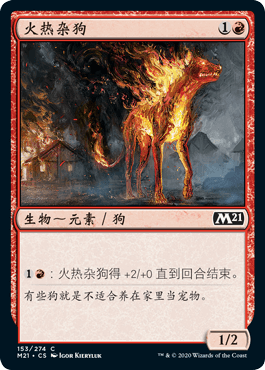 火热杂狗 1
生物～元素 / 狗 M21
1：火热杂狗得 +2/+0 直到回合结束。
有些狗就是不适合养在家里当宠物。
153/274 C
M21 • CS IGOR KIERYLUK
1/2
™ & © 2020 Wizards of the Coast